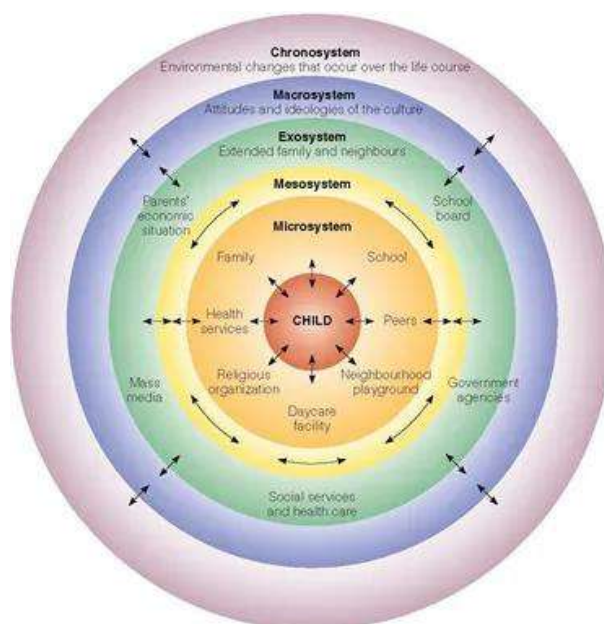 Chronosystem
Environmental changes that occur over the life course
Macrosystem
Attitudes and ideologies of the culture
Exosystem
Extended family and neighbours
Mesosystem
Parents'
economic
situation
School
board
Microsystem
Family
School
Health
services
CHILD
Peers
Religious
organization
Neighbourhood
playground
Mass
media
Government
agencies
Daycare
facility
Social services
and health care